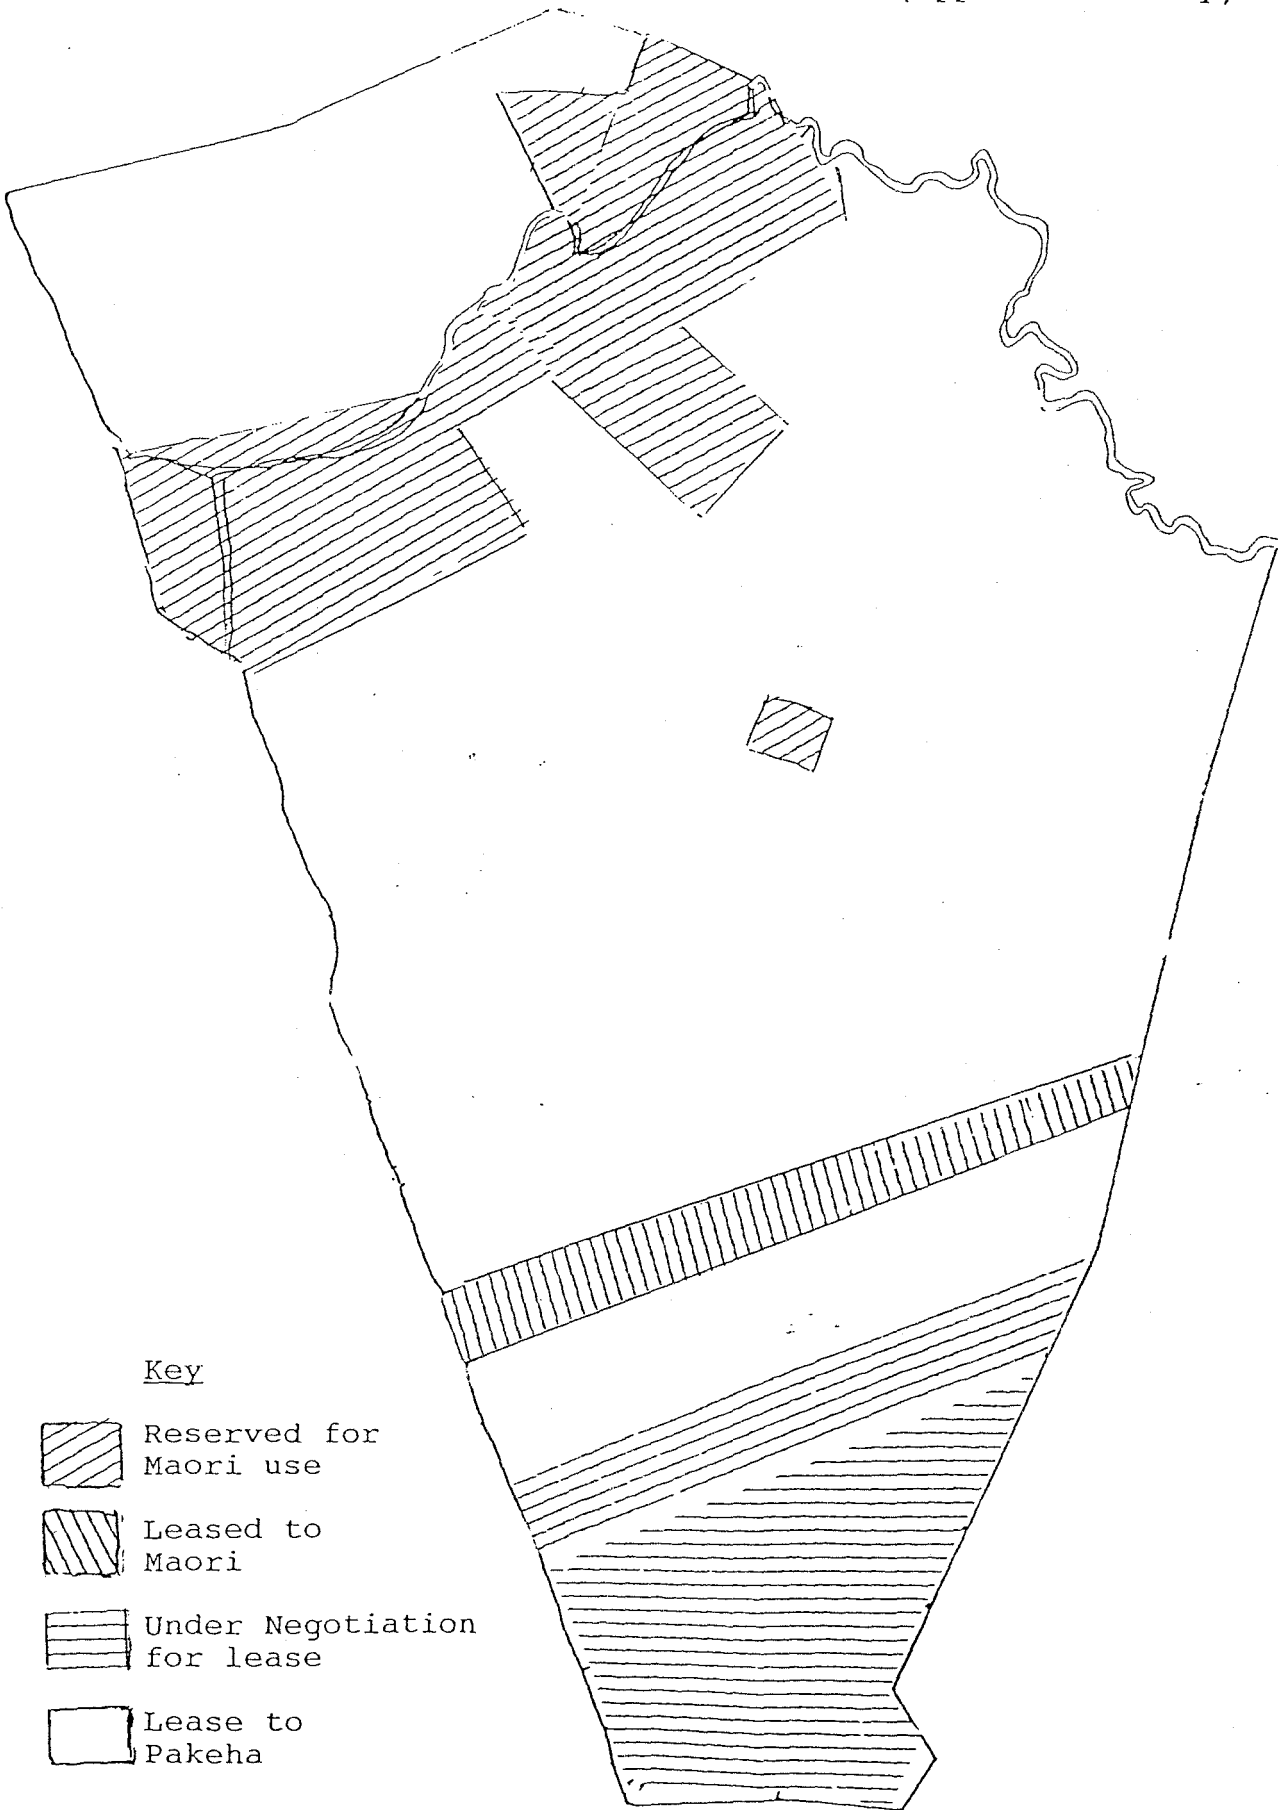 Key
Reserved for
Maori use
Leased to
Maori
Under Negotiation
for lease
Lease to
Pakeha